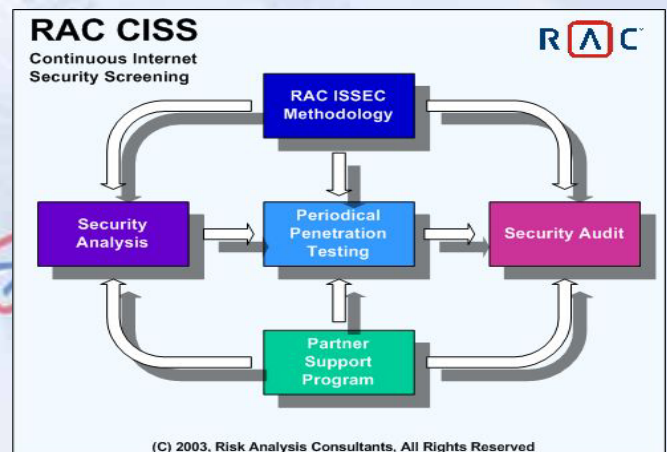 RAC CISS
Continuous Internet
Security Screening
RAC
RAC ISSEC
Methodology
Security
Analysis
Periodical
Penetration
Testing
Security Audit
Partner
Support
Program
(C) 2003, Risk Analysis Consultants, All Rights Reserved